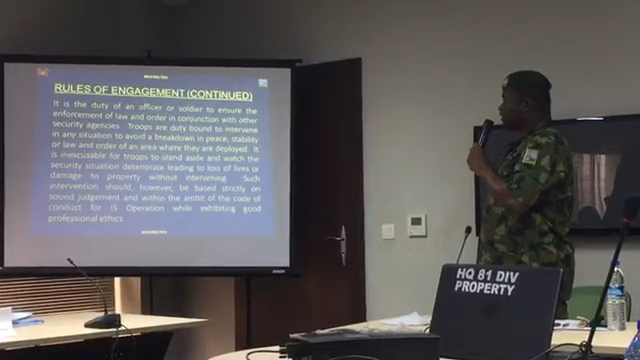 RESTRICTED
RULES OF ENGAGEMENT (CONTINUED)
It is the duty of an officer or soldier to ensure the
enforcement of law and order in conjunction with other
security agencies. Troops are duty bound to intervene
in any situation to avoid a breakdown in peace, stability
or law and order of an area where they are deployed. It
is inexcusable for troops to stand aside and watch the
security situation deteriorate leading to loss of lives or
damage to property without intervening. Such
intervention should, however, be based strictly on
sound judgement and within the ambit of the code of
conduct for IS Operation while exhibiting good
professional ethics.
RESTRICTED
HQ 81 DIV
PROPERTY